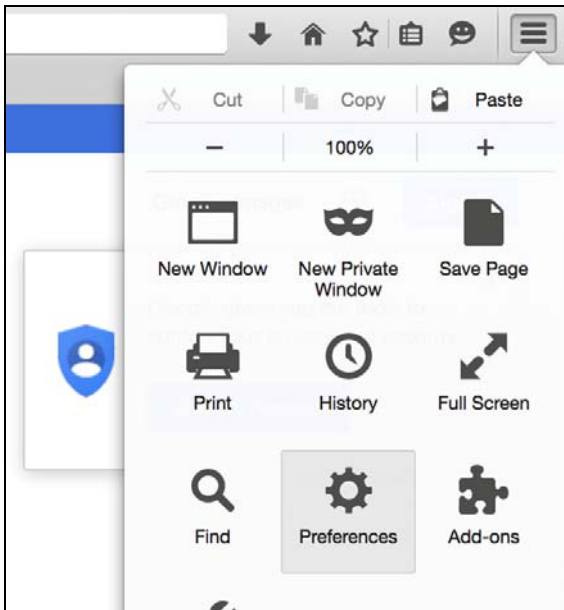 Cut Copy Paste
100%
New Window New Private Window Save Page
Print History Full Screen
Find Preferences Add-ons